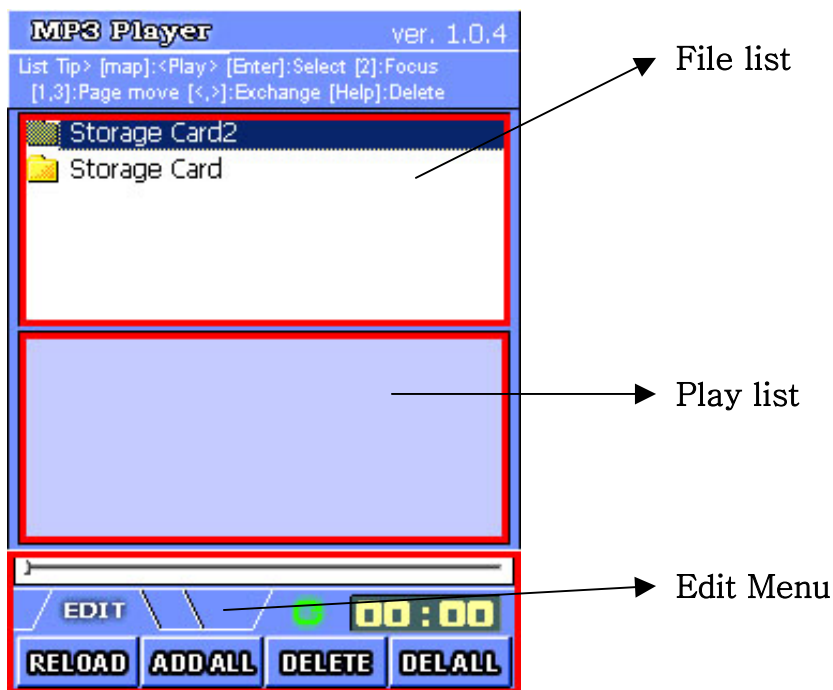 MP3 Player ver. 1.0.4
List Tip> [map]:<Play> [Enter]:Select [2]:Focus
[1,3]:Page move [<,>]:Exchange [Help]:Delete
File list
Storage Card2
Storage Card
Play list
Edit Menu
EDIT 00:00
RELOAD ADD ALL DELETE DELALL